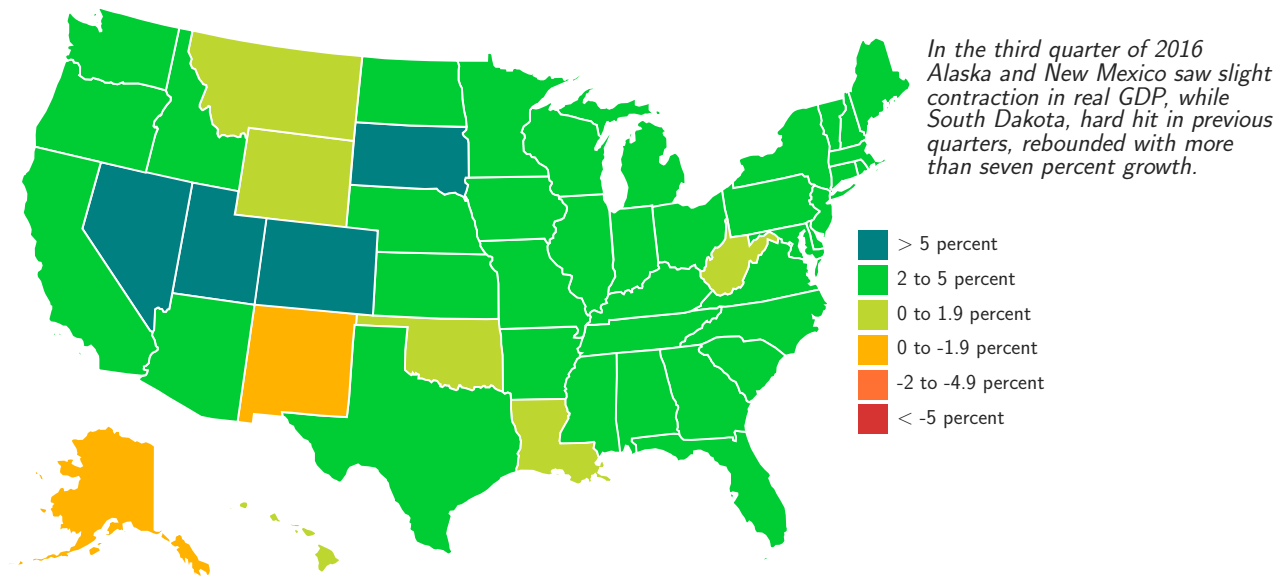 In the third quarter of 2016
Alaska and New Mexico saw slight
contraction in real GDP, while
South Dakota, hard hit in previous
quarters, rebounded with more
than seven percent growth.
> 5 percent
2 to 5 percent
0 to 1.9 percent
0 to -1.9 percent
-2 to -4.9 percent
< -5 percent